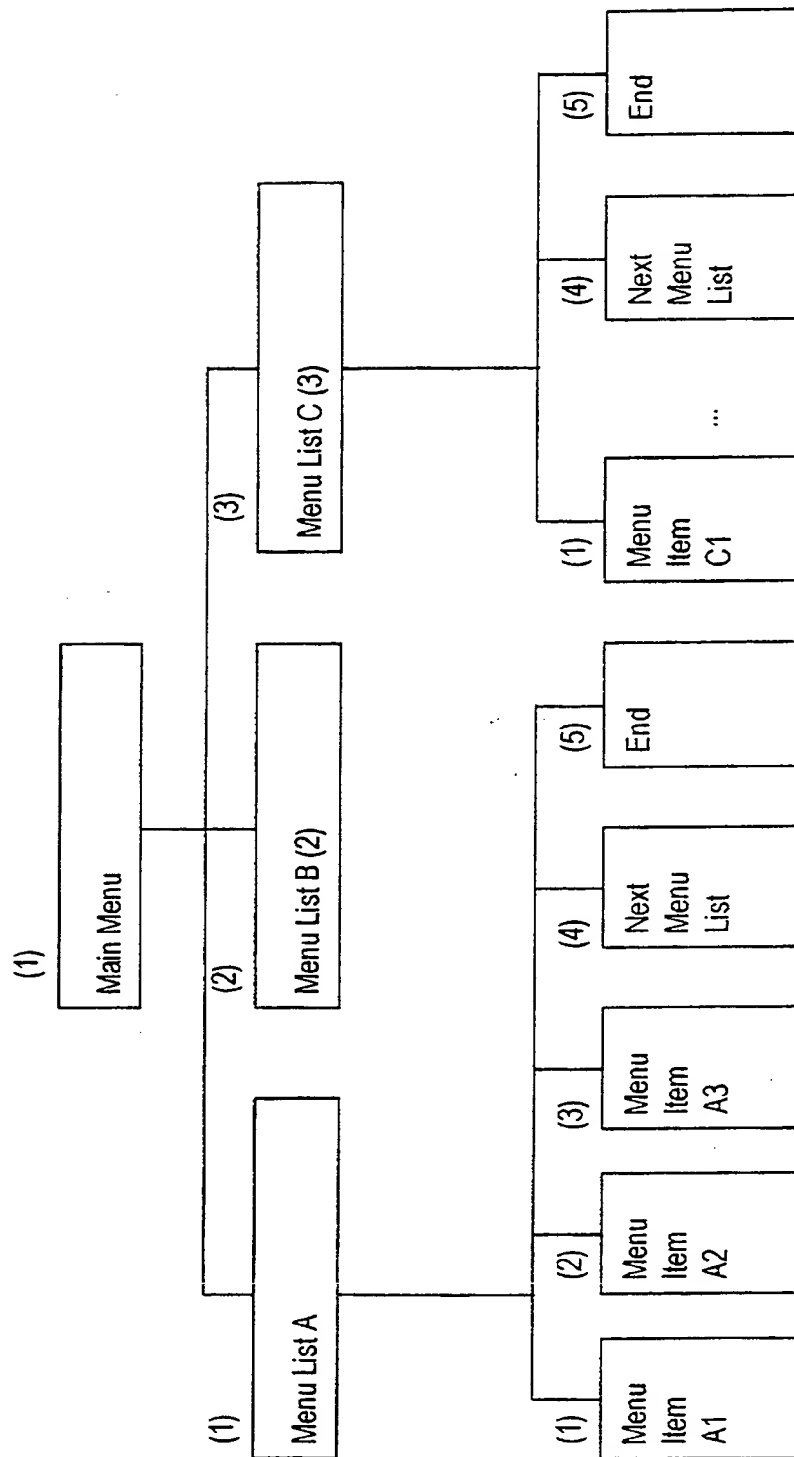 (1)
Main Menu
(1)
Menu List A
(2)
Menu List B (2)
(3)
Menu List C (3)
(1)
Menu
Item
A1
(2)
Menu
Item
A2
(3)
Menu
Item
A3
(4)
Next
Menu
List
(5)
End
(1)
Menu
Item
C1
...
(4)
Next
Menu
List
(5)
End